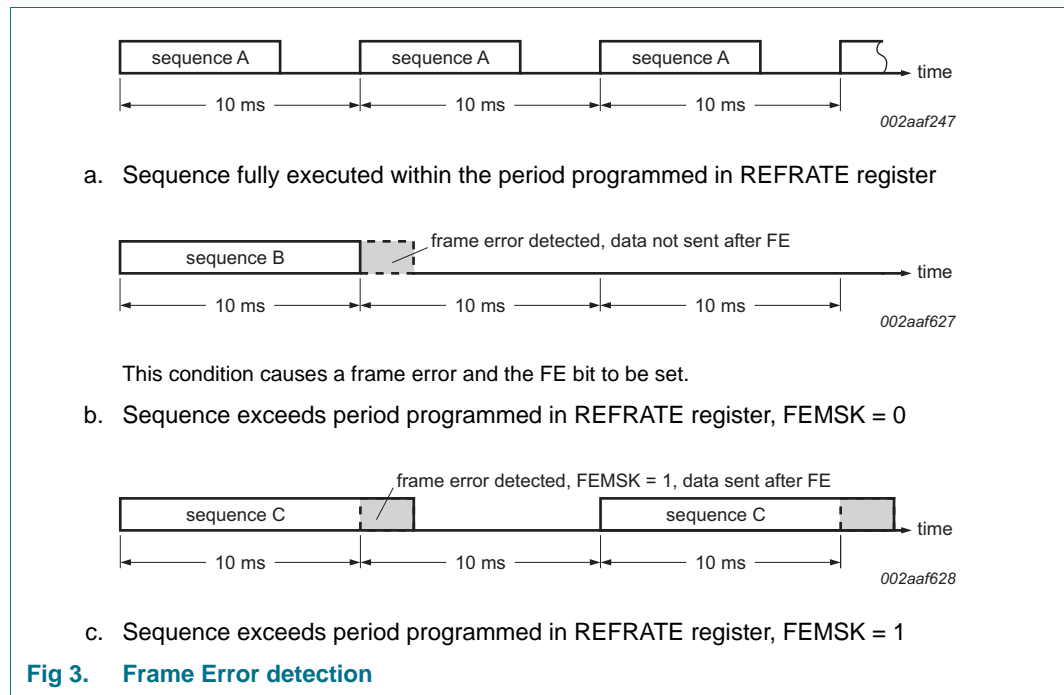 sequence A sequence A sequence A
time
10 ms 10 ms 10 ms
002aaf247
a. Sequence fully executed within the period programmed in REFRATE register
frame error detected, data not sent after FE
sequence B
time
10 ms 10 ms 10 ms
002aaf627
This condition causes a frame error and the FE bit to be set.
b. Sequence exceeds period programmed in REFRATE register, FEMSK = 0
frame error detected, FEMSK = 1, data sent after FE
sequence C sequence C
time
10 ms 10 ms 10 ms
002aaf628
c. Sequence exceeds period programmed in REFRATE register, FEMSK = 1
Fig 3. Frame Error detection